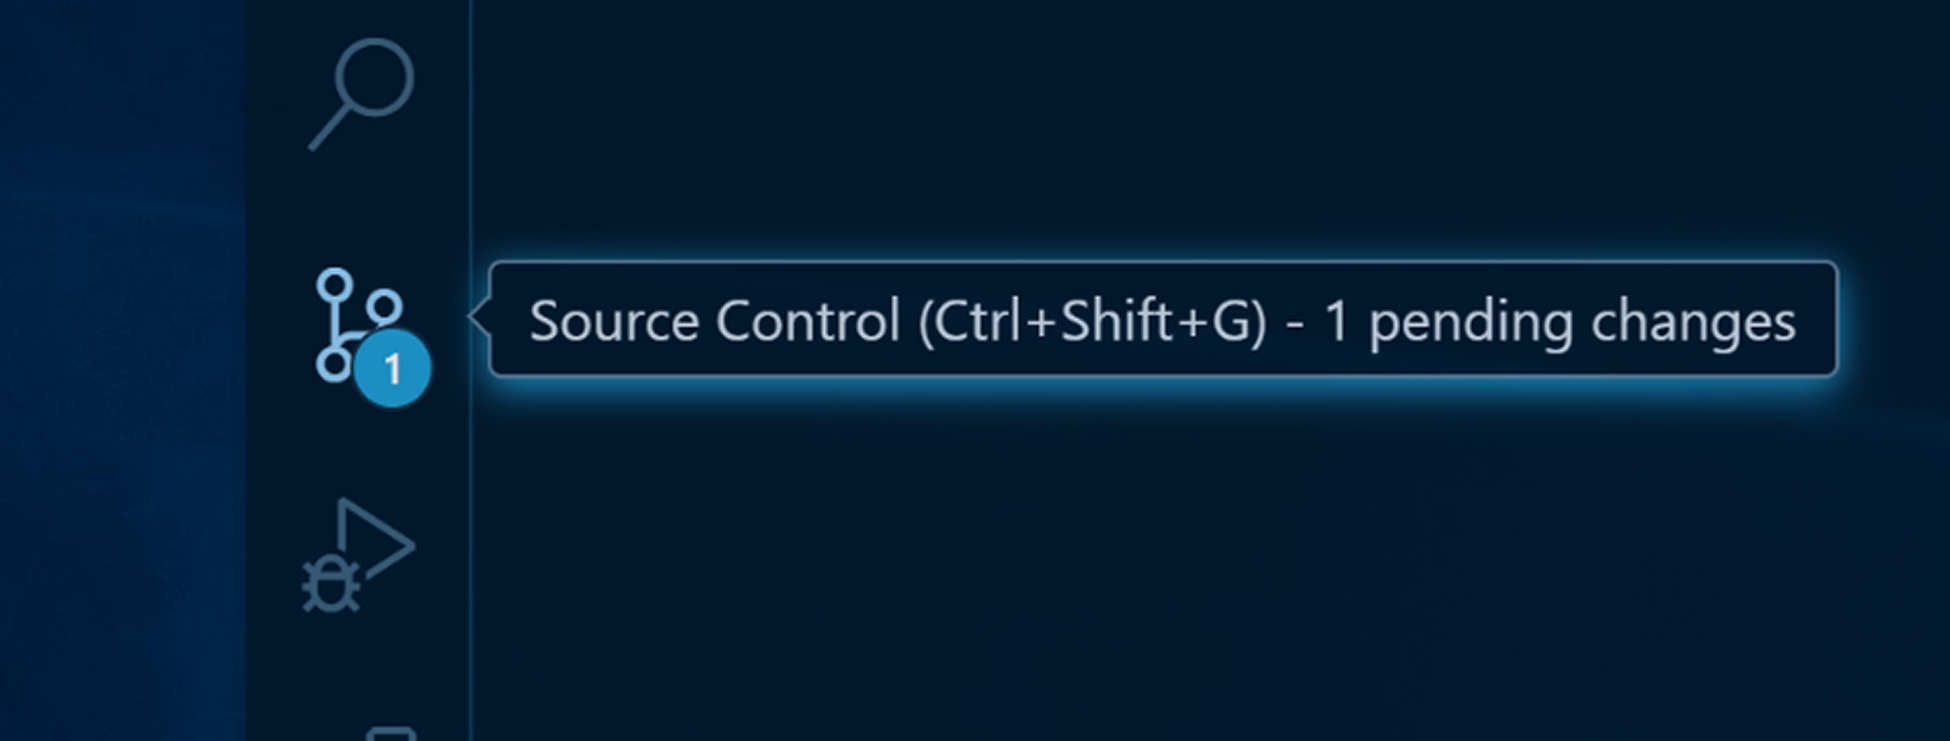 Source Control (Ctrl+Shift+G) - 1 pending changes
1